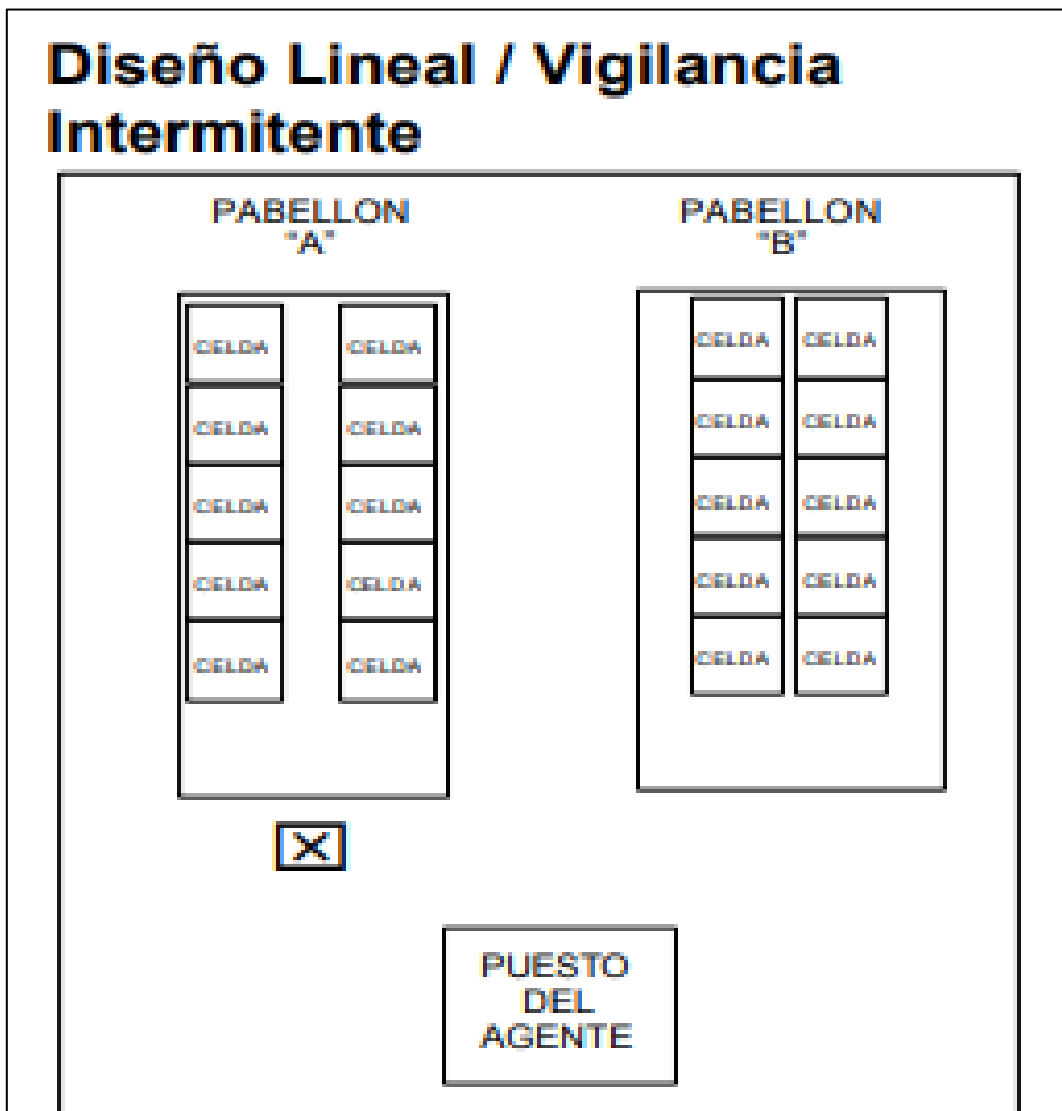 Diseño Lineal / Vigilancia
Intermitente
PABELLON
"A"
PABELLON
"B"
CELDA CELDA CELDA CELDA
CELDA CELDA CELDA CELDA
CELDA CELDA CELDA CELDA
CELDA CELDA CELDA CELDA
CELDA CELDA CELDA CELDA
X
PUESTO
DEL
AGENTE